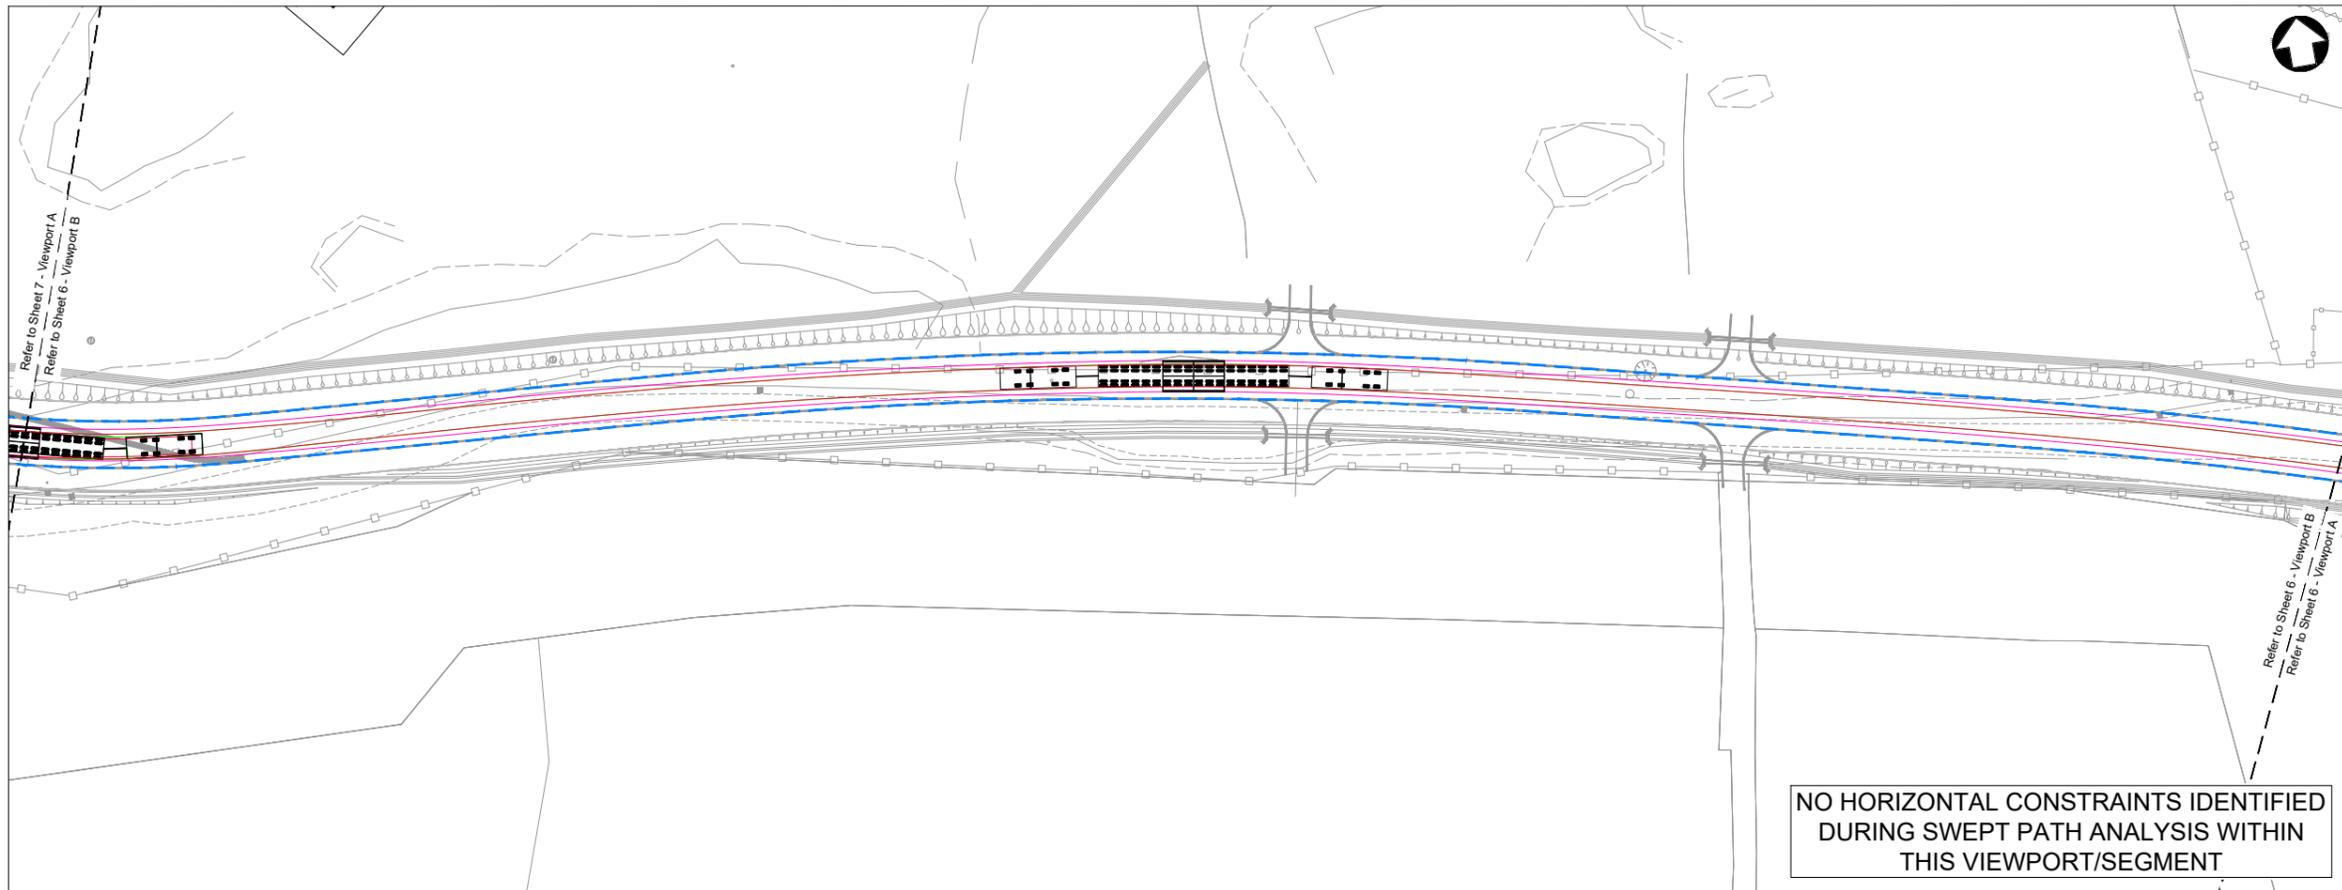 Refer to Sheet 7 - Viewport A
Refer to Sheet 6 - Viewport B
Refer to Sheet 6 - Viewport B
Refer to Sheet 6 - Viewport A
NO HORIZONTAL CONSTRAINTS IDENTIFIED
DURING SWEPT PATH ANALYSIS WITHIN
THIS VIEWPORT/SEGMENT